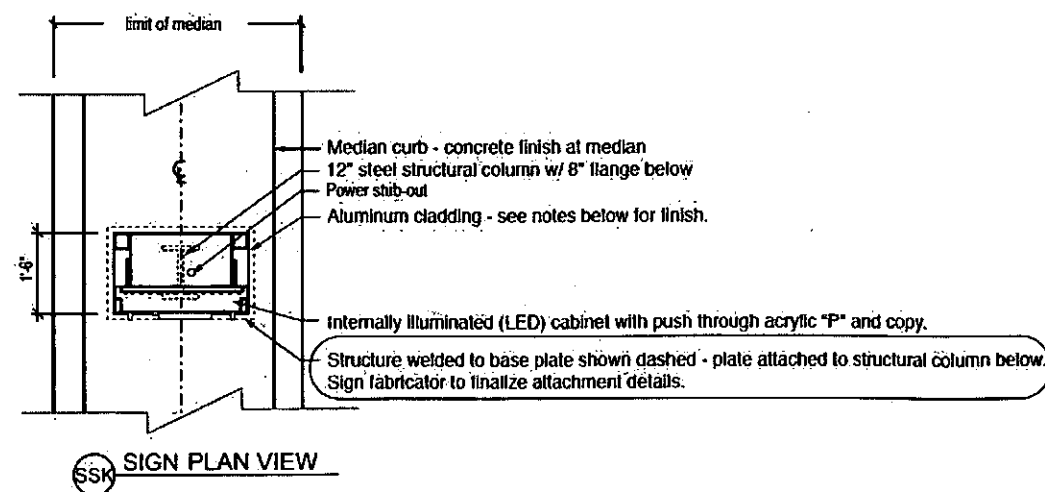 limit of median
Median curb - concrete finish at median
12" steel structural column w/ 8" flange below
Power stub-out
Aluminum cladding - see notes below for finish.
1'-6"
Internally illuminated (LED) cabinet with push through acrylic "P" and copy.
Structure welded to base plate shown dashed - plate attached to structural column below.
Sign fabricator to finalize attachment details.
SSK SIGN PLAN VIEW